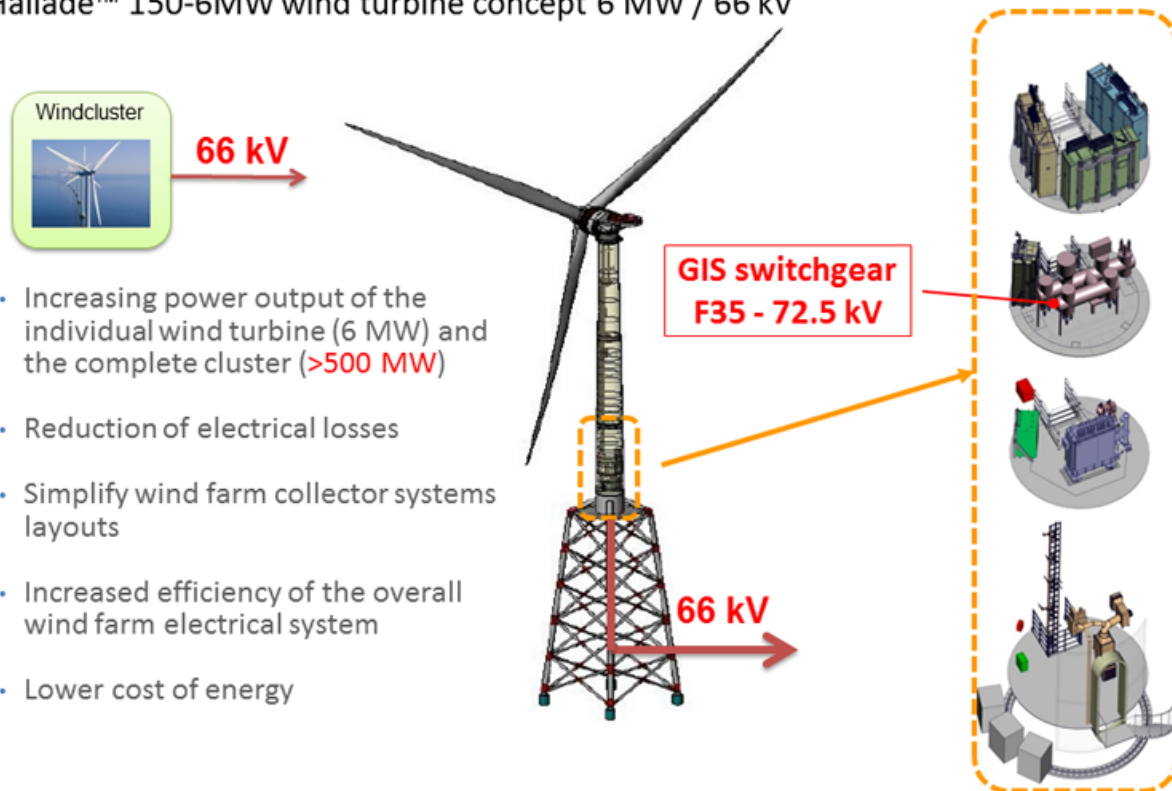 Haliade™ 150-6MW wind turbine concept 6 MW / 66 kV
Windcluster
66 kV
• Increasing power output of the
individual wind turbine (6 MW) and
the complete cluster (>500 MW)
• Reduction of electrical losses
• Simplify wind farm collector systems
layouts
• Increased efficiency of the overall
wind farm electrical system
• Lower cost of energy
GIS switchgear
F35 - 72.5 kV
66 kV